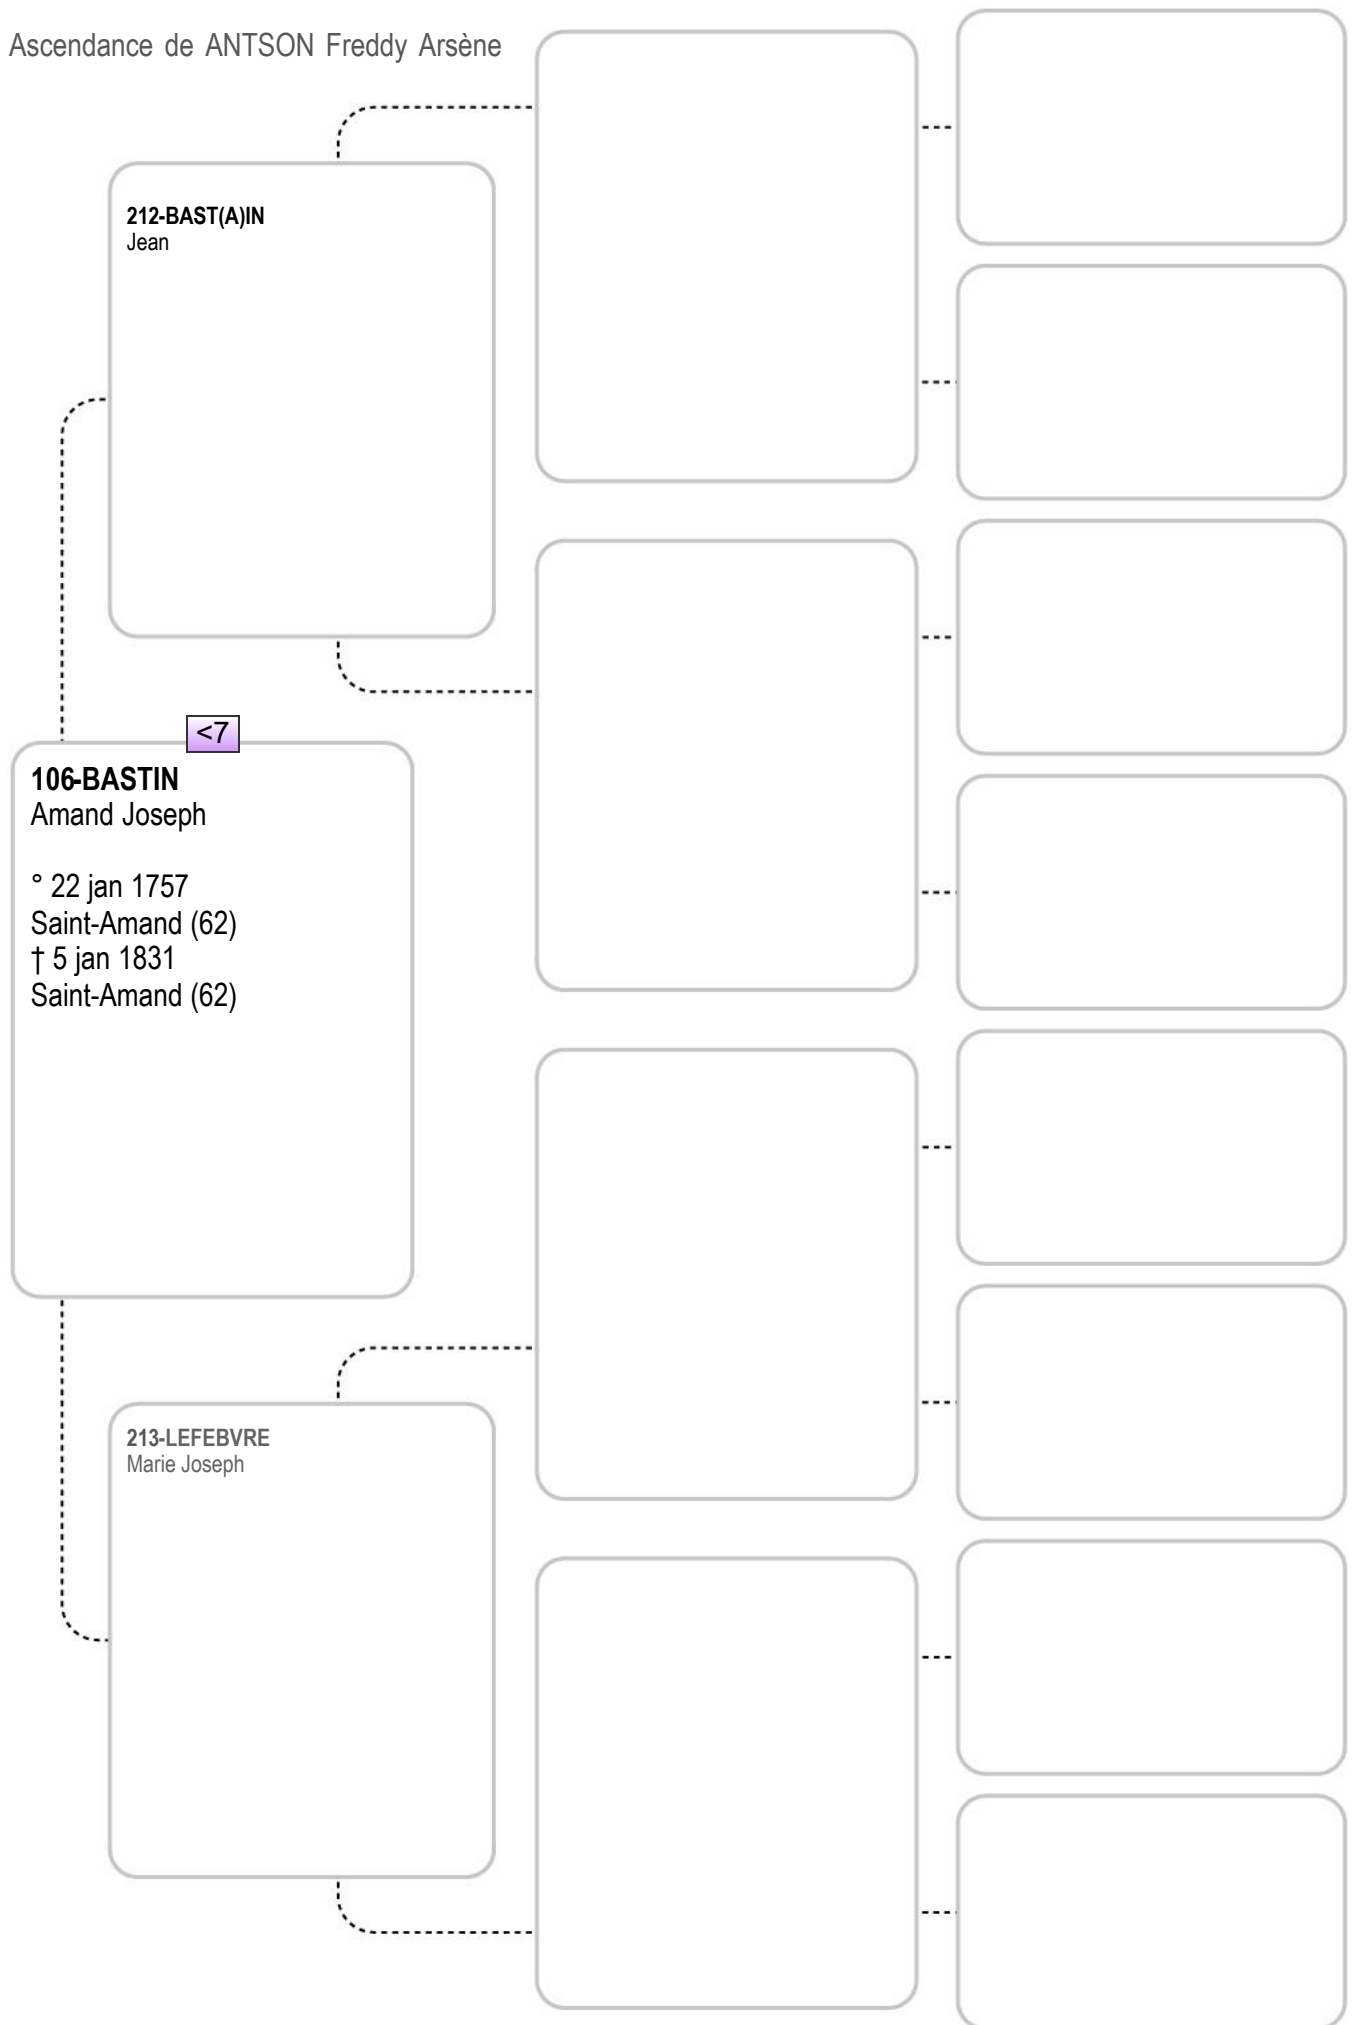 Ascendance de ANTSON Freddy Arsène
212-BAST(A)IN
Jean
<7
106-BASTIN
Amand Joseph
° 22 jan 1757
Saint-Amand (62)
† 5 jan 1831
Saint-Amand (62)
213-LEFEBVRE
Marie Joseph